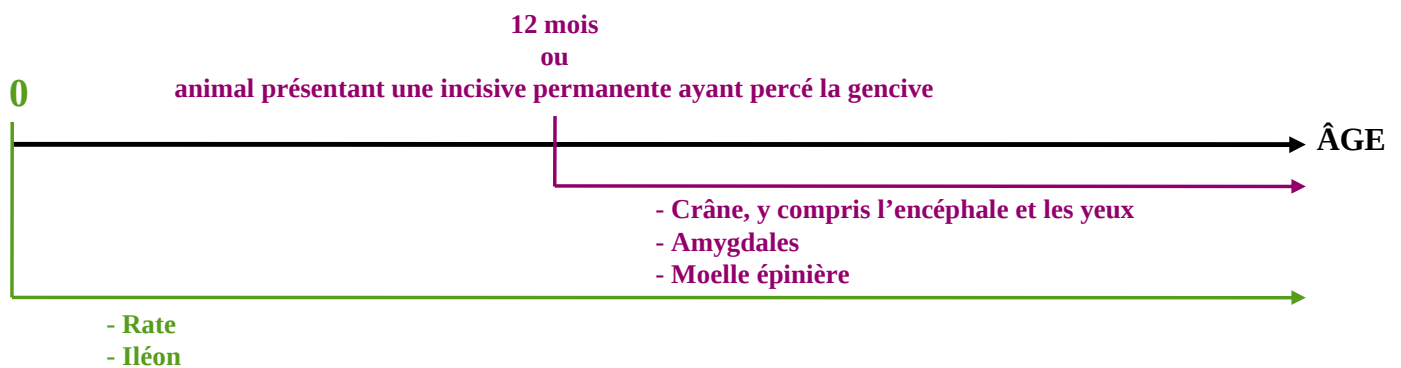 12 mois
ou
animal présentant une incisive permanente ayant percé la gencive
0
ÂGE
- Crâne, y compris l’encéphale et les yeux
- Amygdales
- Moelle épinière
- Rate
- Iléon